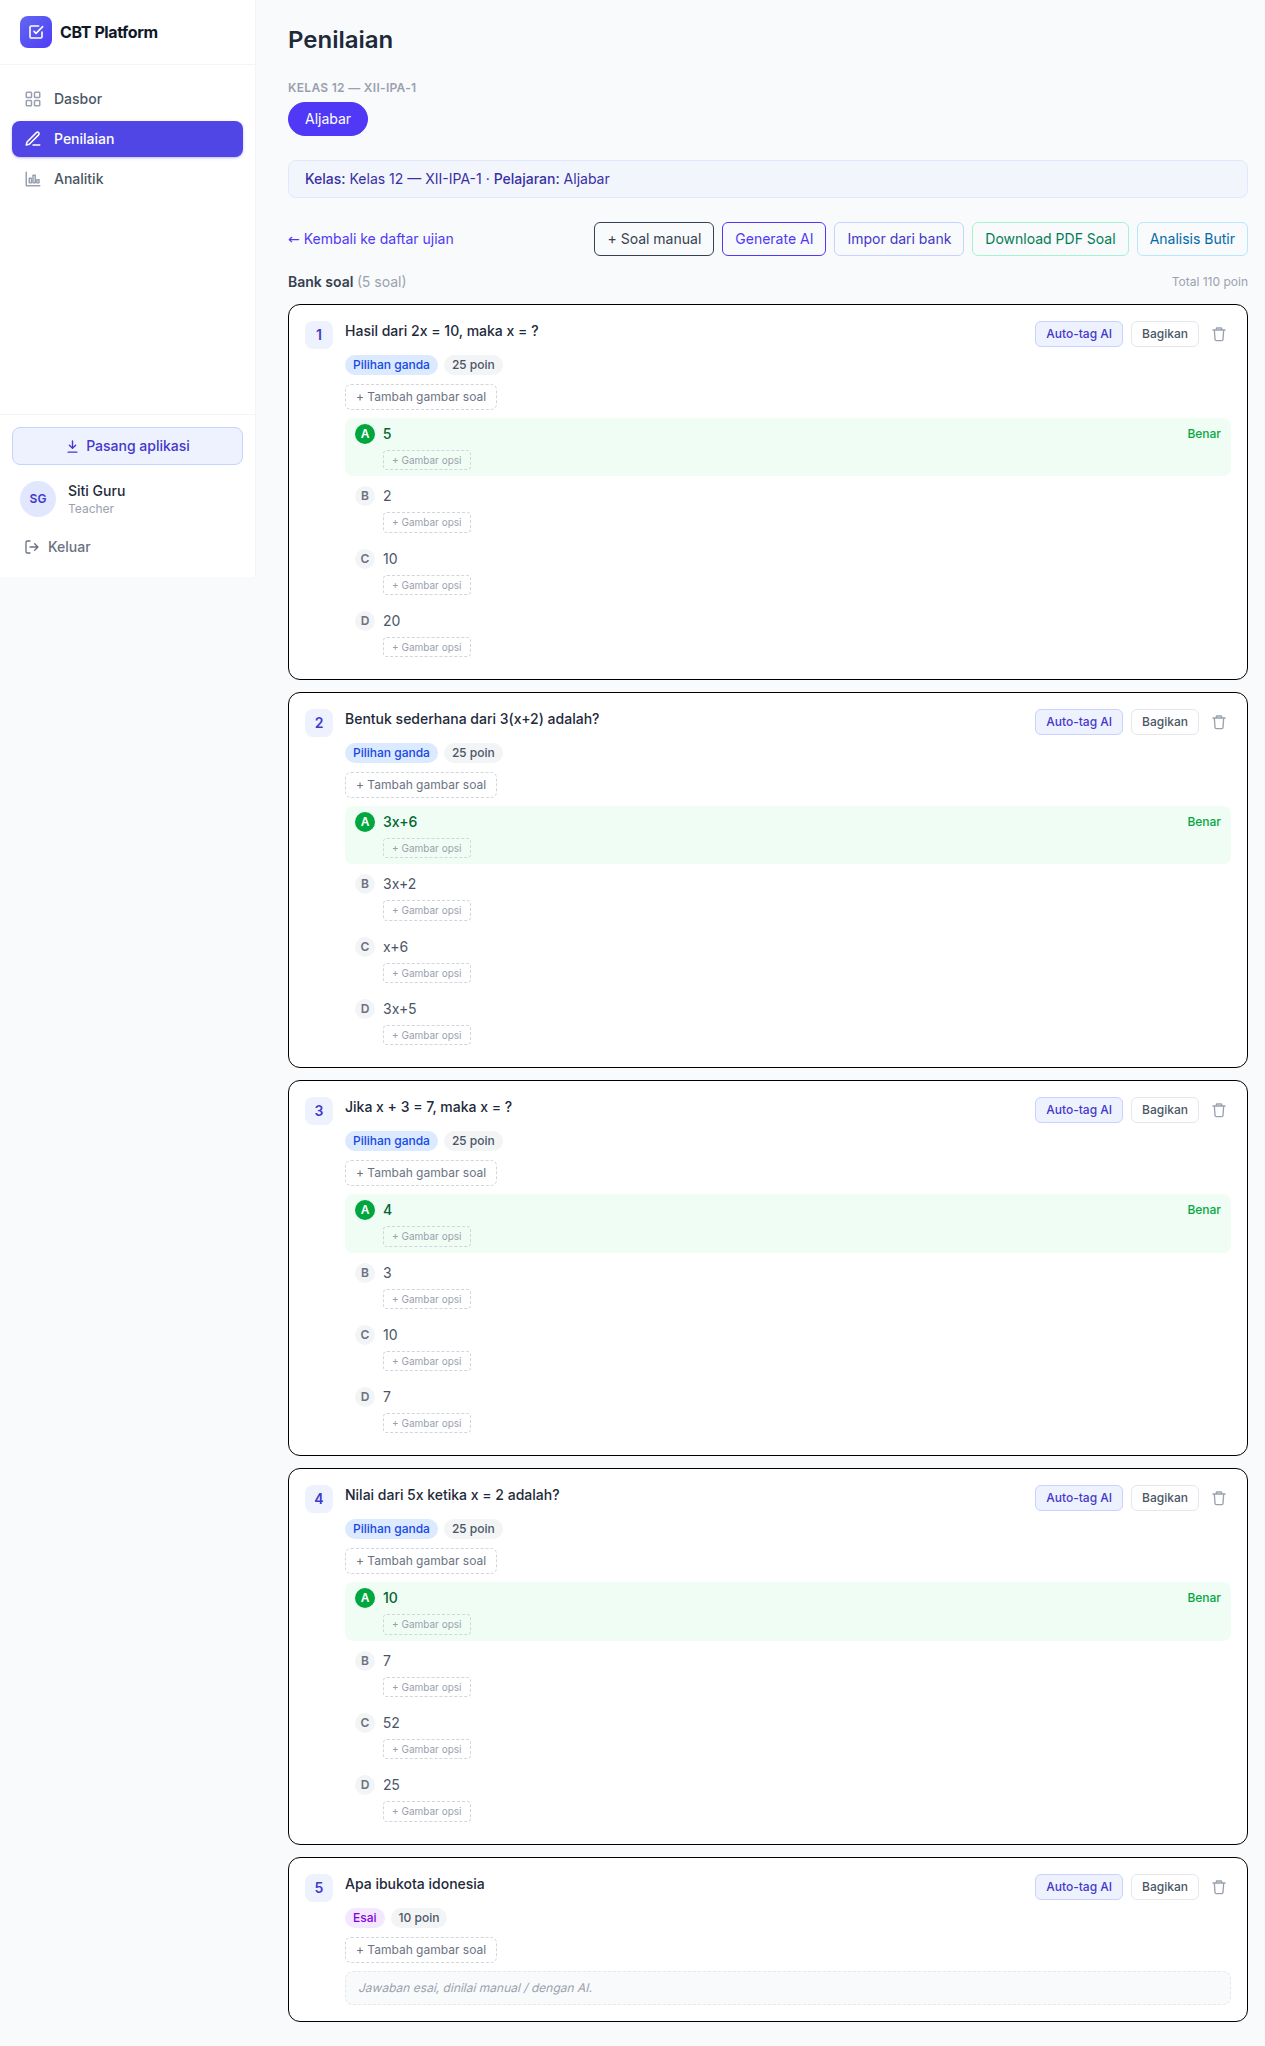 CBT Platform
Dasbor
Penilaian
Analitik
Pasang aplikasi
SG
Siti Guru
Teacher
Keluar
Penilaian
KELAS 12 — XII-IPA-1
Aljabar
Kelas: Kelas 12 — XII-IPA-1 · Pelajaran: Aljabar
← Kembali ke daftar ujian
+ Soal manual
Generate AI
Impor dari bank
Download PDF Soal
Analisis Butir
Bank soal (5 soal)
Total 110 poin
1
Hasil dari 2x = 10, maka x = ?
Auto-tag AI
Bagikan
Pilihan ganda
25 poin
+ Tambah gambar soal
A 5
Benar
+ Gambar opsi
B 2
+ Gambar opsi
C 10
+ Gambar opsi
D 20
+ Gambar opsi
2
Bentuk sederhana dari 3(x+2) adalah?
Auto-tag AI
Bagikan
Pilihan ganda
25 poin
+ Tambah gambar soal
A 3x+6
Benar
+ Gambar opsi
B 3x+2
+ Gambar opsi
C x+6
+ Gambar opsi
D 3x+5
+ Gambar opsi
3
Jika x + 3 = 7, maka x = ?
Auto-tag AI
Bagikan
Pilihan ganda
25 poin
+ Tambah gambar soal
A 4
Benar
+ Gambar opsi
B 3
+ Gambar opsi
C 10
+ Gambar opsi
D 7
+ Gambar opsi
4
Nilai dari 5x ketika x = 2 adalah?
Auto-tag AI
Bagikan
Pilihan ganda
25 poin
+ Tambah gambar soal
A 10
Benar
+ Gambar opsi
B 7
+ Gambar opsi
C 52
+ Gambar opsi
D 25
+ Gambar opsi
5
Apa ibukota idonesia
Auto-tag AI
Bagikan
Esai
10 poin
+ Tambah gambar soal
Jawaban esai, dinilai manual / dengan AI.